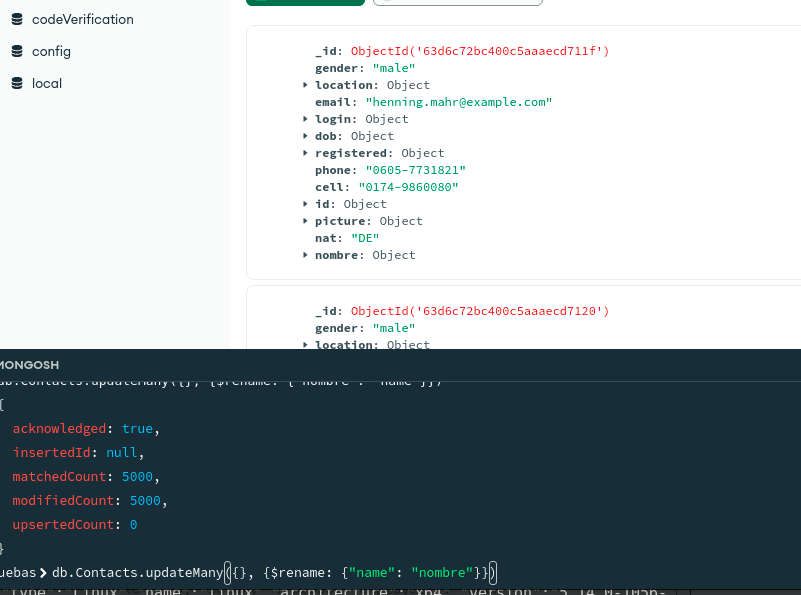 codeVerification
config
local
_id: ObjectId('63d6c72bc400c5aaaecd711f')
gender: "male"
location: Object
email: "henning.mahr@example.com"
login: Object
dob: Object
registered: Object
phone: "0605-7731821"
cell: "0174-9860080"
id: Object
picture: Object
nat: "DE"
nombre: Object
_id: ObjectId('63d6c72bc400c5aaaecd7120')
gender: "male"
location: Object
MONGOSH
db.Contacts.updateMany({}, {$rename: {"nombre": "name"}})
{
acknowledged: true,
insertedId: null,
matchedCount: 5000,
modifiedCount: 5000,
upsertedCount: 0
}
uebas> db.Contacts.updateMany({}, {$rename: {"name": "nombre"}})